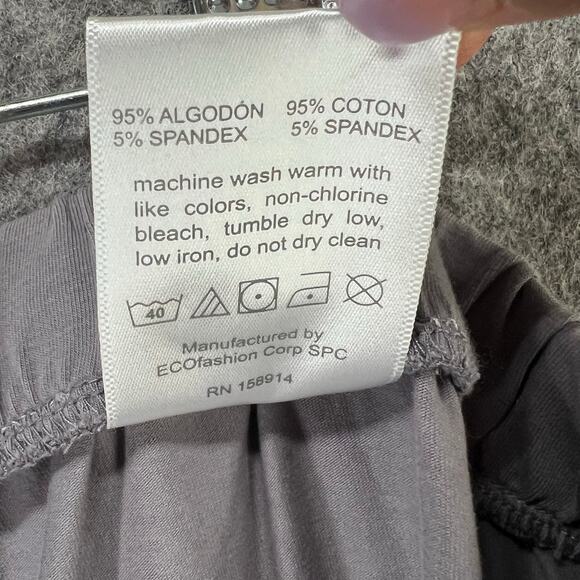 95% ALGODÓN 95% COTON
5% SPANDEX 5% SPANDEX
machine wash warm with
like colors, non-chlorine
bleach, tumble dry low,
low iron, do not dry clean
40
Manufactured by
ECOfashion Corp SPC
RN 158914